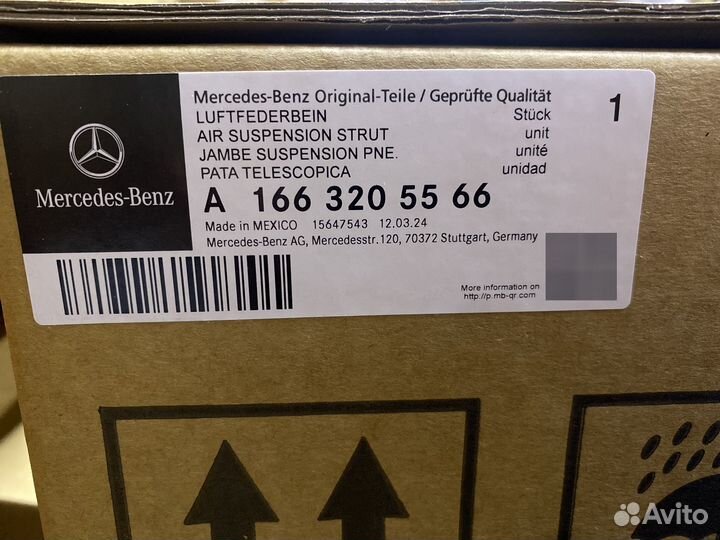 Mercedes-Benz
Mercedes-Benz Original-Teile / Geprüfte Qualität
LUFTFEDERBEIN Stück 1
AIR SUSPENSION STRUT unit
JAMBE SUSPENSION PNE. unité
PATA TELESCOPICA unidad
A 166 320 55 66
Made in MEXICO 15647543 12.03.24
Mercedes-Benz AG, Mercedesstr. 120, 70372 Stuttgart, Germany
More information on
http://p.mb-qr.com
Avito